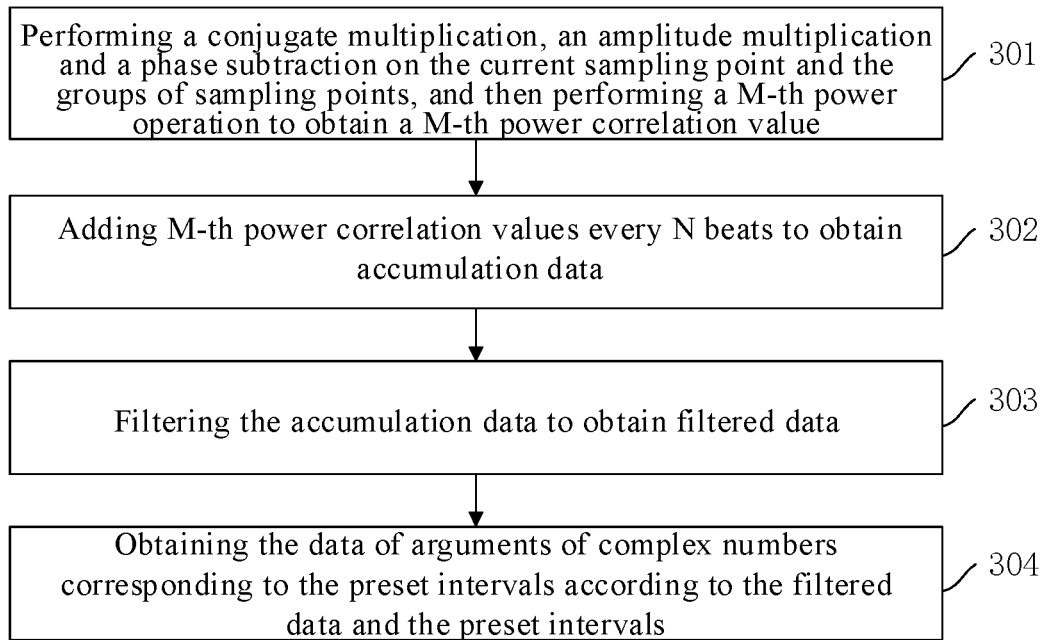 Performing a conjugate multiplication, an amplitude multiplication
and a phase subtraction on the current sampling point and the
groups of sampling points, and then performing a M-th power
operation to obtain a M-th power correlation value
301
Adding M-th power correlation values every N beats to obtain
accumulation data
302
Filtering the accumulation data to obtain filtered data
303
Obtaining the data of arguments of complex numbers
corresponding to the preset intervals according to the filtered
data and the preset intervals
304